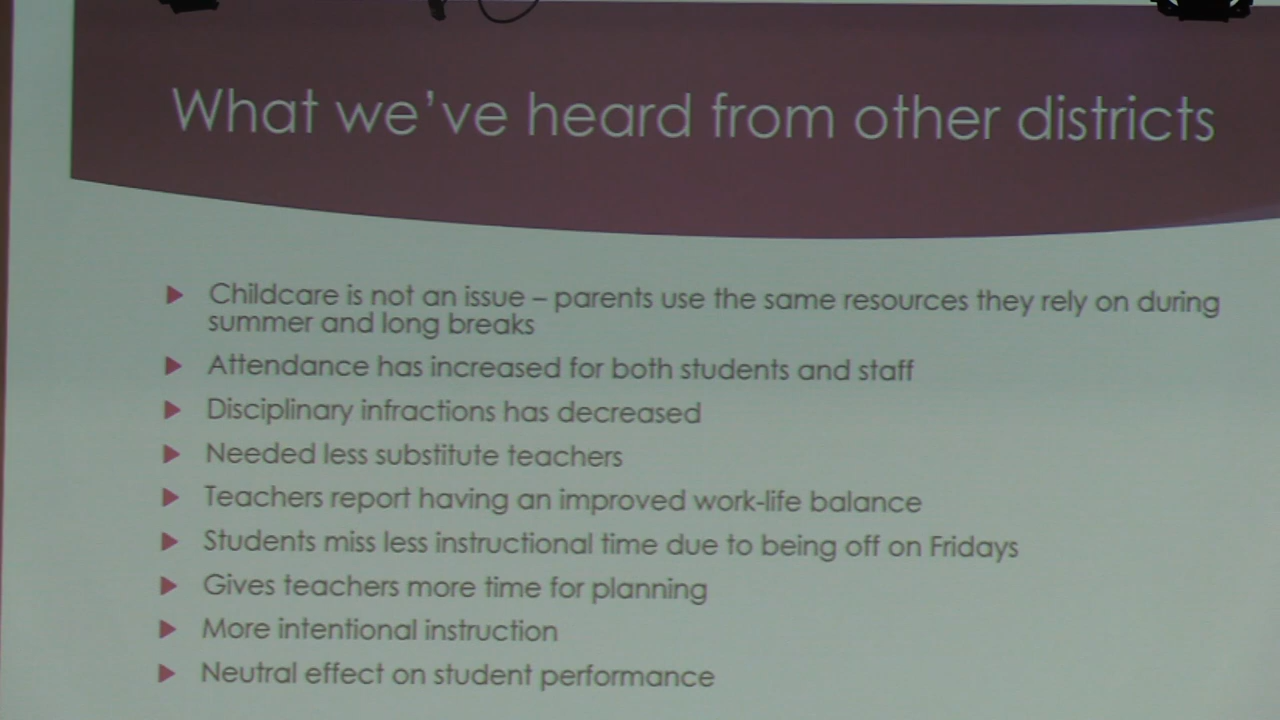 What we've heard from other districts
Childcare is not an issue – parents use the same resources they rely on during
summer and long breaks
Attendance has increased for both students and staff
Disciplinary infractions has decreased
Needed less substitute teachers
Teachers report having an improved work-life balance
Students miss less instructional time due to being off on Fridays
Gives teachers more time for planning
More intentional instruction
Neutral effect on student performance